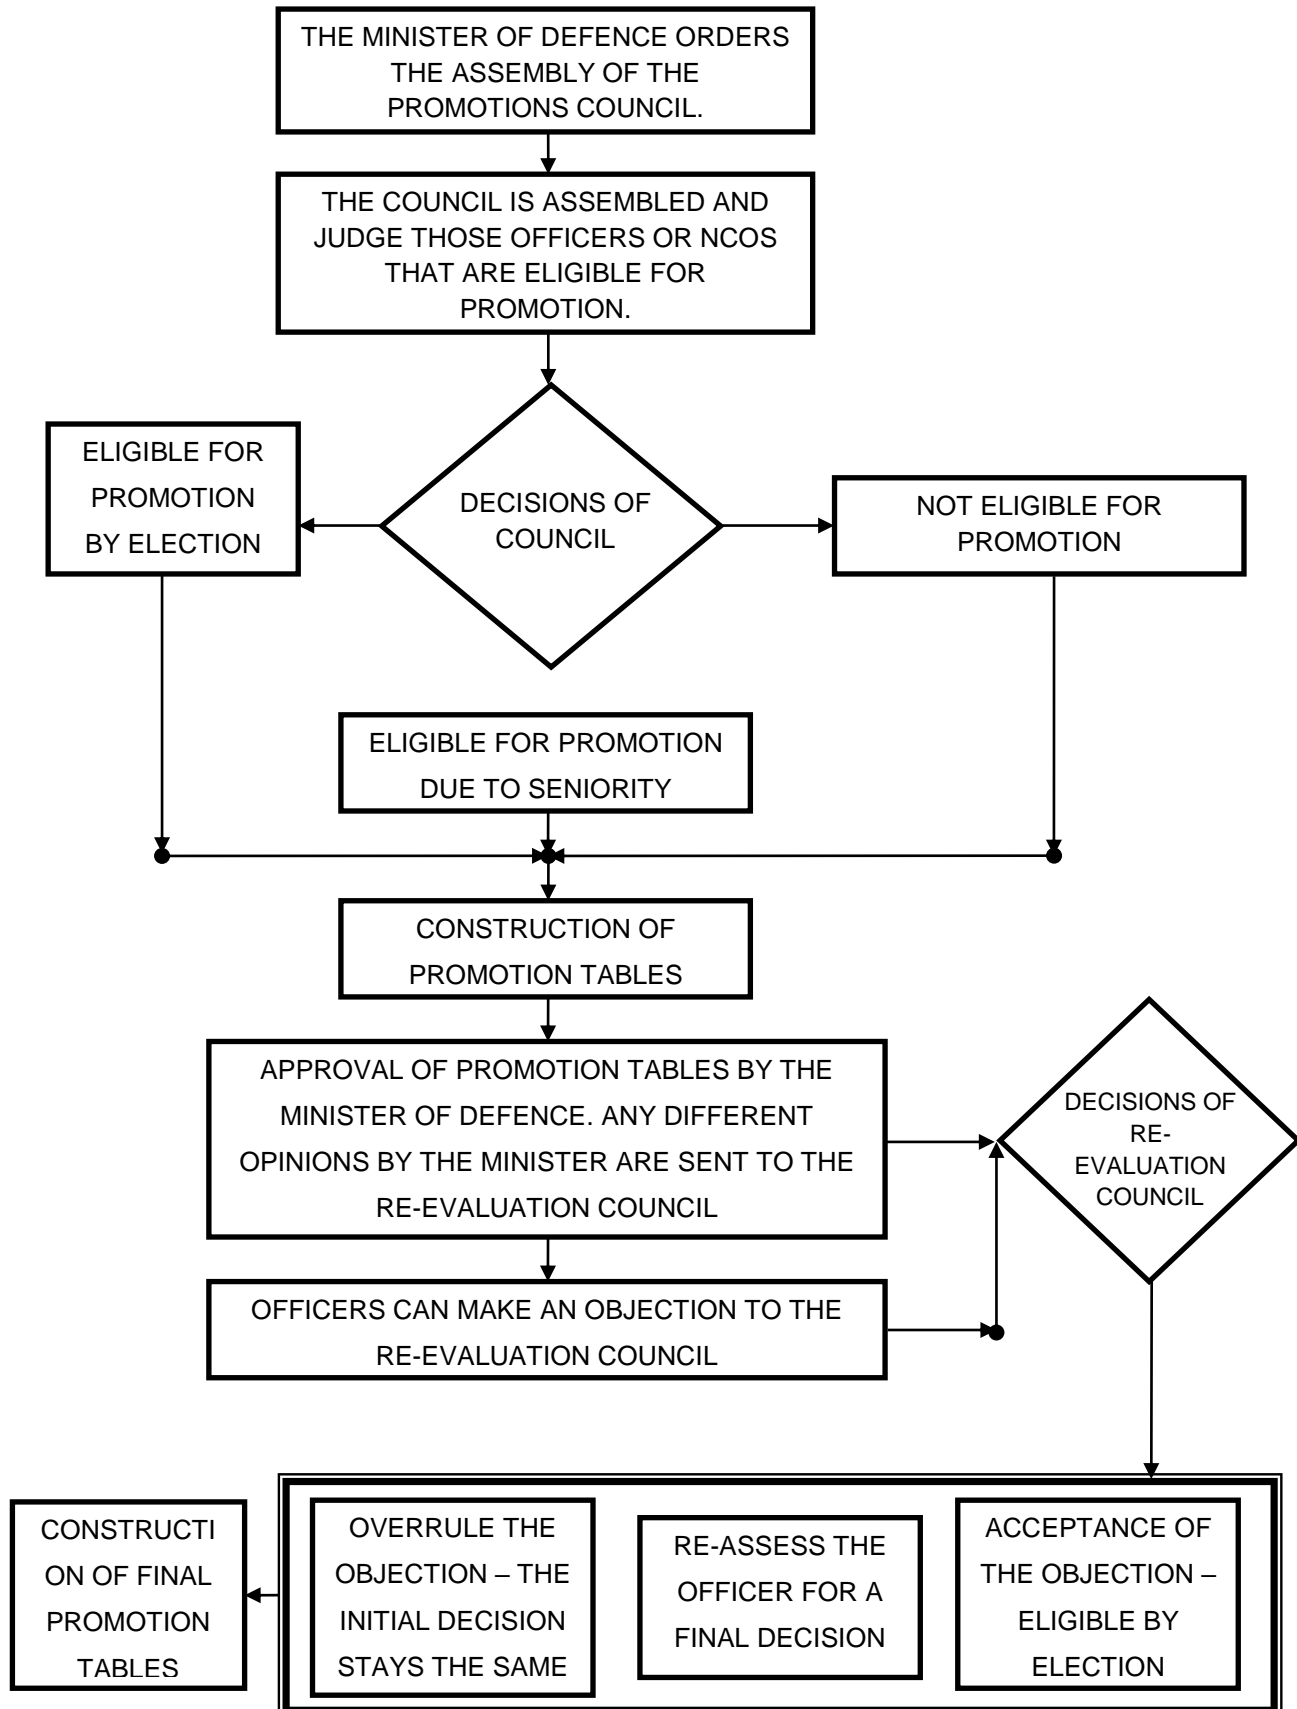 THE MINISTER OF DEFENCE ORDERS
THE ASSEMBLY OF THE
PROMOTIONS COUNCIL.
THE COUNCIL IS ASSEMBLED AND
JUDGE THOSE OFFICERS OR NCOS
THAT ARE ELIGIBLE FOR
PROMOTION.
ELIGIBLE FOR
PROMOTION
BY ELECTION
DECISIONS OF
COUNCIL
NOT ELIGIBLE FOR
PROMOTION
ELIGIBLE FOR PROMOTION
DUE TO SENIORITY
CONSTRUCTION OF
PROMOTION TABLES
APPROVAL OF PROMOTION TABLES BY THE
MINISTER OF DEFENCE. ANY DIFFERENT
OPINIONS BY THE MINISTER ARE SENT TO THE
RE-EVALUATION COUNCIL
DECISIONS OF
RE-
EVALUATION
COUNCIL
OFFICERS CAN MAKE AN OBJECTION TO THE
RE-EVALUATION COUNCIL
CONSTRUCTI
ON OF FINAL
PROMOTION
TABLES
OVERRULE THE
OBJECTION – THE
INITIAL DECISION
STAYS THE SAME
RE-ASSESS THE
OFFICER FOR A
FINAL DECISION
ACCEPTANCE OF
THE OBJECTION –
ELIGIBLE BY
ELECTION